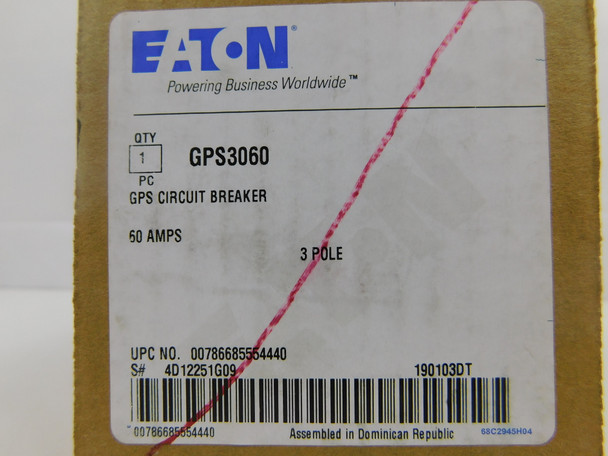 EATON®
Powering Business Worldwide™
QTY
1
PC
GPS3060
GPS CIRCUIT BREAKER
60 AMPS
3 POLE
UPC NO. 00786685554440
S# 4D12251G09
190103DT
00786685554440
Assembled in Dominican Republic
68C2945H04